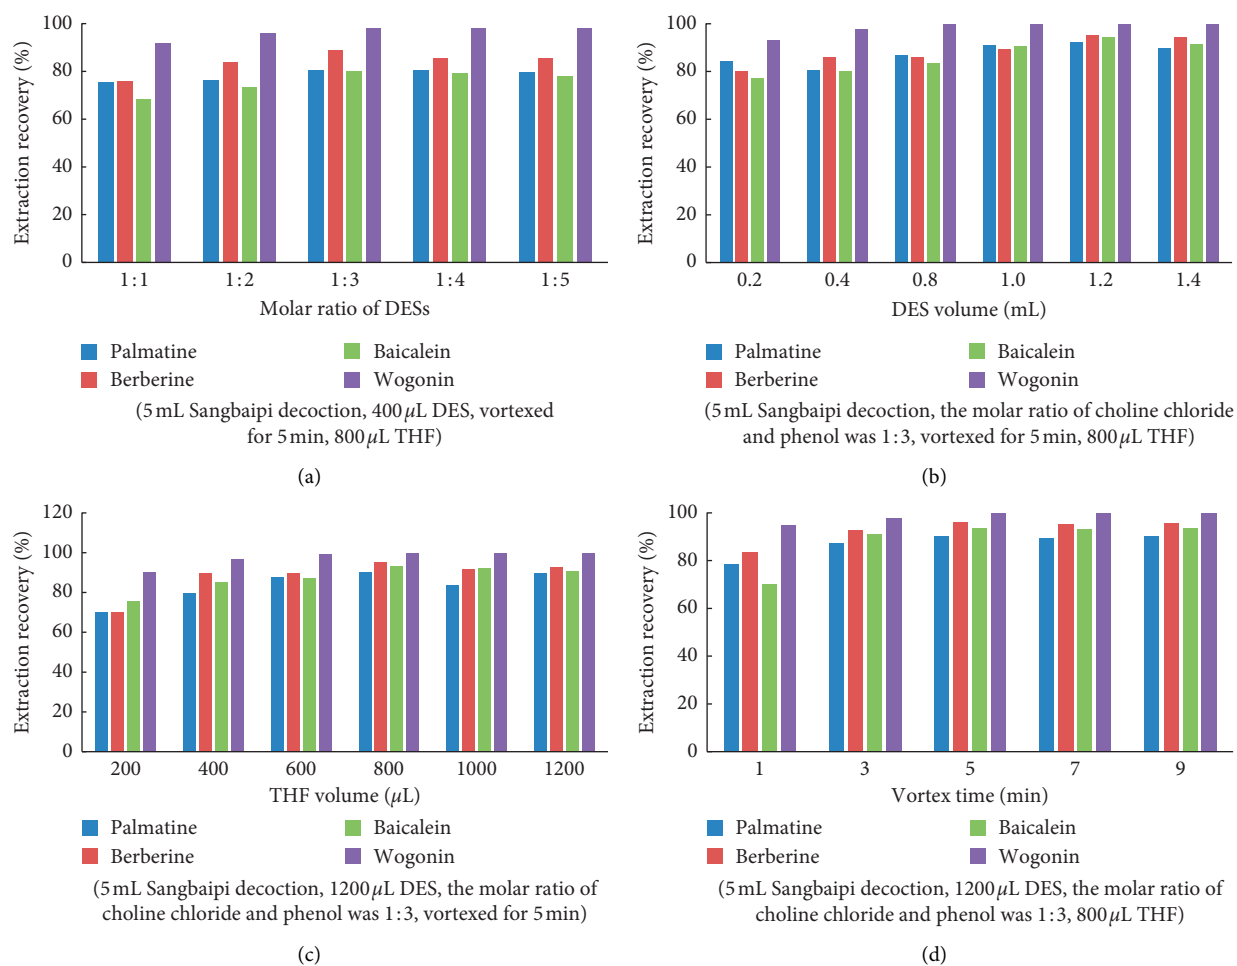 Extraction recovery (%)
100
80
60
40
20
0
1:1 1:2 1:3 1:4 1:5
Molar ratio of DESs
Palmatine Baicalein
Berberine Wogonin
(5 mL Sangbaipi decoction, 400 μL DES, vortexed
for 5 min, 800 μL THF)
(a)
Extraction recovery (%)
100
80
60
40
20
0
0.2 0.4 0.8 1.0 1.2 1.4
DES volume (mL)
Palmatine Baicalein
Berberine Wogonin
(5 mL Sangbaipi decoction, the molar ratio of choline chloride
and phenol was 1:3, vortexed for 5 min, 800 μL THF)
(b)
Extraction recovery (%)
120
100
80
60
40
20
0
200 400 600 800 1000 1200
THF volume (μL)
Palmatine Baicalein
Berberine Wogonin
(5 mL Sangbaipi decoction, 1200 μL DES, the molar ratio of
choline chloride and phenol was 1:3, vortexed for 5 min)
(c)
Extraction recovery (%)
100
80
60
40
20
0
1 3 5 7 9
Vortex time (min)
Palmatine Baicalein
Berberine Wogonin
(5 mL Sangbaipi decoction, 1200 μL DES, the molar ratio of
choline chloride and phenol was 1:3, 800 μL THF)
(d)